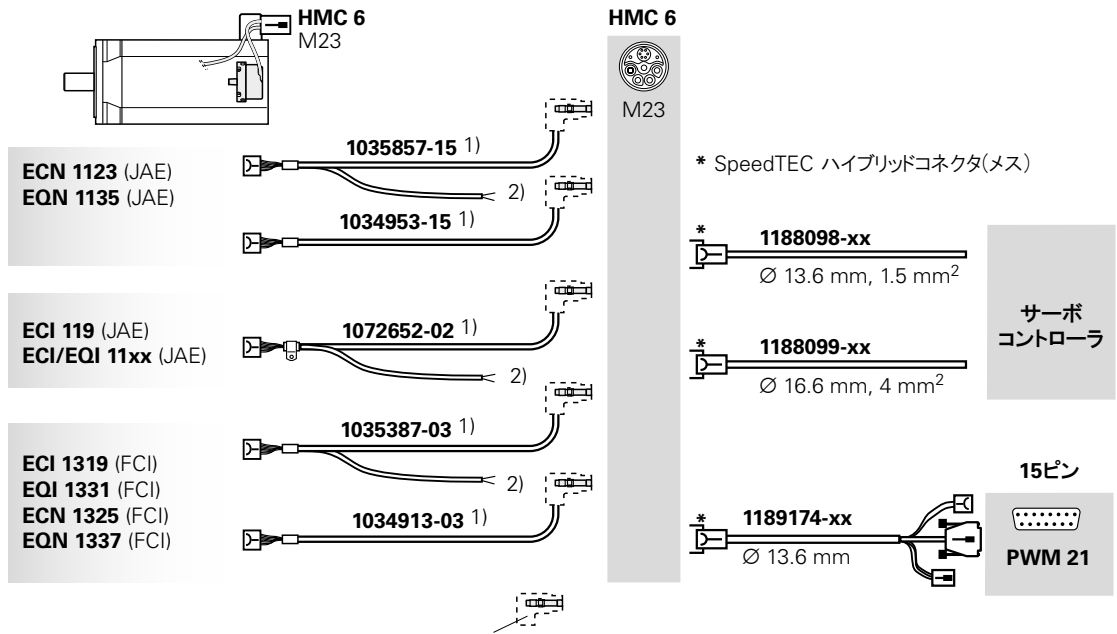 HMC 6
M23
HMC 6
M23
ECN 1123 (JAE)
EQN 1135 (JAE)
1035857-15 1)
2)
1034953-15 1)
* SpeedTEC ハイブリッドコネクタ(メス)
*
1188098-xx
Ø 13.6 mm, 1.5 mm²
ECI 119 (JAE)
ECI/EQI 11xx (JAE)
1072652-02 1)
2)
*
1188099-xx
Ø 16.6 mm, 4 mm²
サーボ
コントローラ
ECI 1319 (FCI)
EQI 1331 (FCI)
ECN 1325 (FCI)
EQN 1337 (FCI)
1035387-03 1)
2)
1034913-03 1)
*
1189174-xx
Ø 13.6 mm
15ピン
PWM 21